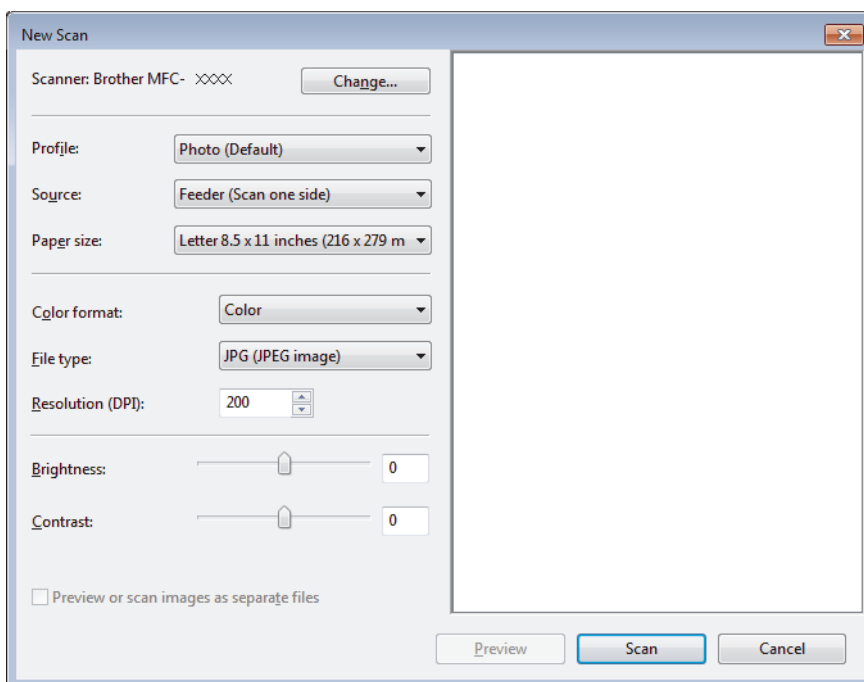 New Scan
Scanner: Brother MFC- XXXX
Change...
Profile: Photo (Default)
Source: Feeder (Scan one side)
Paper size: Letter 8.5 x 11 inches (216 x 279 m
Color format: Color
File type: JPG (JPEG image)
Resolution (DPI): 200
Brightness: 0
Contrast: 0
Preview or scan images as separate files
Preview Scan Cancel